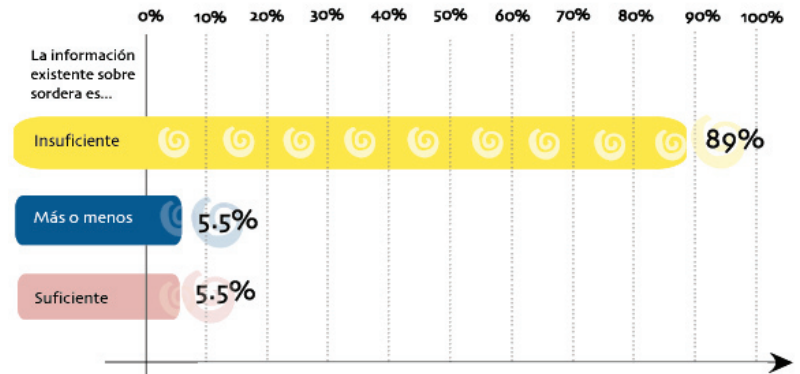 0% 10% 20% 30% 40% 50% 60% 70% 80% 90% 100%
La información
existente sobre
sordera es...
Insuficiente 89%
Más o menos 5.5%
Suficiente 5.5%